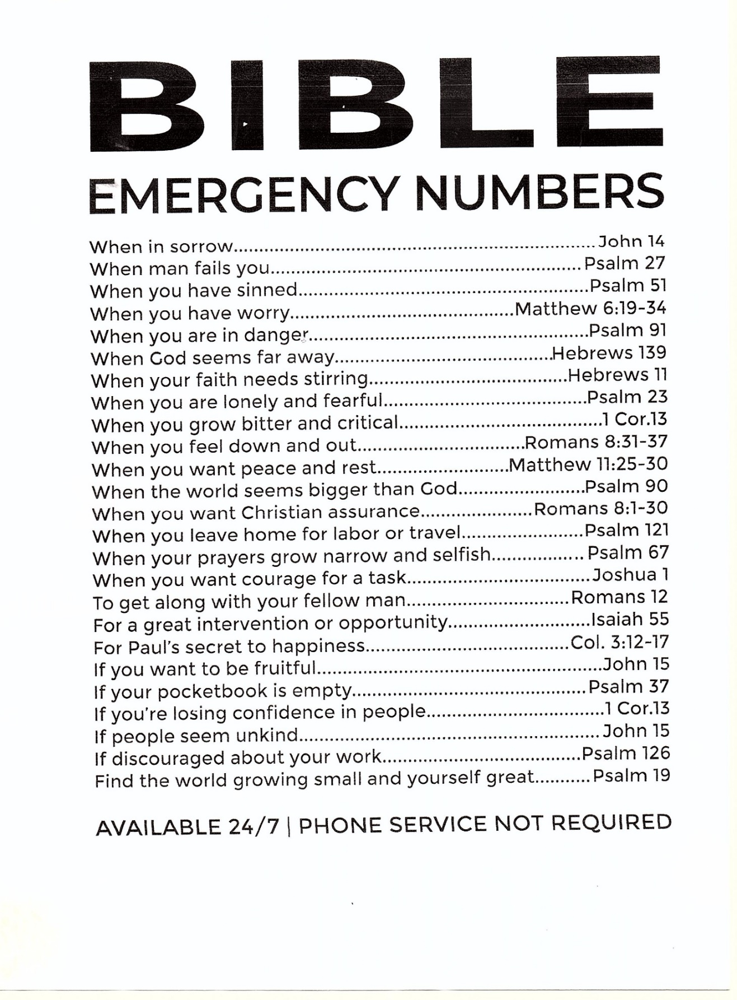 BIBLE
EMERGENCY NUMBERS
When in sorrow........................................................................John 14
When man fails you.............................................................Psalm 27
When you have sinned.........................................................Psalm 51
When you have worry............................................Matthew 6:19-34
When you are in danger.......................................................Psalm 91
When God seems far away...........................................Hebrews 139
When your faith needs stirring.......................................Hebrews 11
When you are lonely and fearful........................................Psalm 23
When you grow bitter and critical........................................1 Cor.13
When you feel down and out.................................Romans 8:31-37
When you want peace and rest..........................Matthew 11:25-30
When the world seems bigger than God.........................Psalm 90
When you want Christian assurance......................Romans 8:1-30
When you leave home for labor or travel........................Psalm 121
When your prayers grow narrow and selfish..................Psalm 67
When you want courage for a task....................................Joshua 1
To get along with your fellow man................................Romans 12
For a great intervention or opportunity............................Isaiah 55
For Paul's secret to happiness........................................Col. 3:12-17
If you want to be fruitful........................................................John 15
If your pocketbook is empty..............................................Psalm 37
If you're losing confidence in people...................................1 Cor.13
If people seem unkind...........................................................John 15
If discouraged about your work.......................................Psalm 126
Find the world growing small and yourself great...........Psalm 19
AVAILABLE 24/7 | PHONE SERVICE NOT REQUIRED